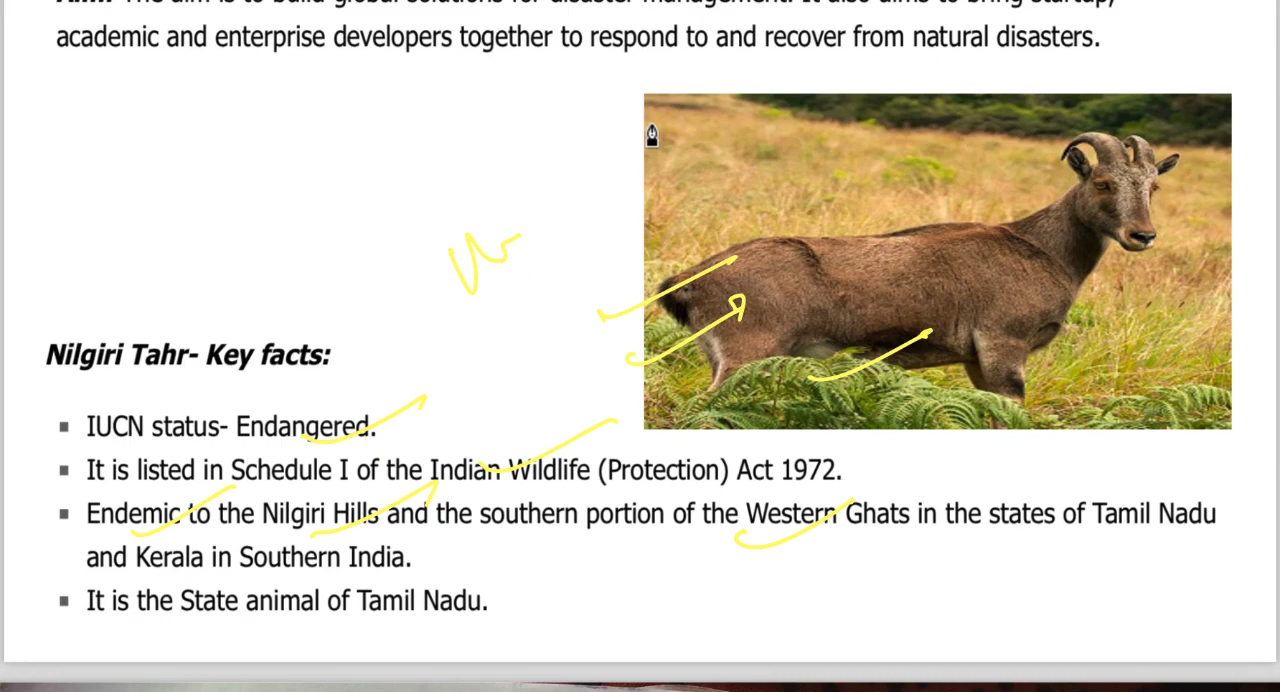 academic and enterprise developers together to respond to and recover from natural disasters.
Nilgiri Tahr- Key facts:
▪ IUCN status- Endangered.
▪ It is listed in Schedule I of the Indian Wildlife (Protection) Act 1972.
▪ Endemic to the Nilgiri Hills and the southern portion of the Western Ghats in the states of Tamil Nadu
and Kerala in Southern India.
▪ It is the State animal of Tamil Nadu.